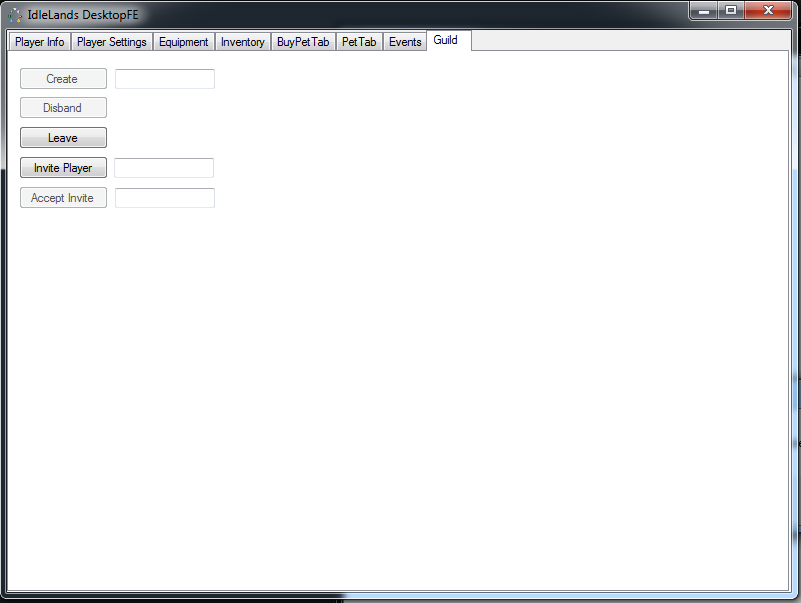 IdleLands DesktopFE
Player Info Player Settings Equipment Inventory BuyPetTab PetTab Events Guild
Create
Disband
Leave
Invite Player
Accept Invite